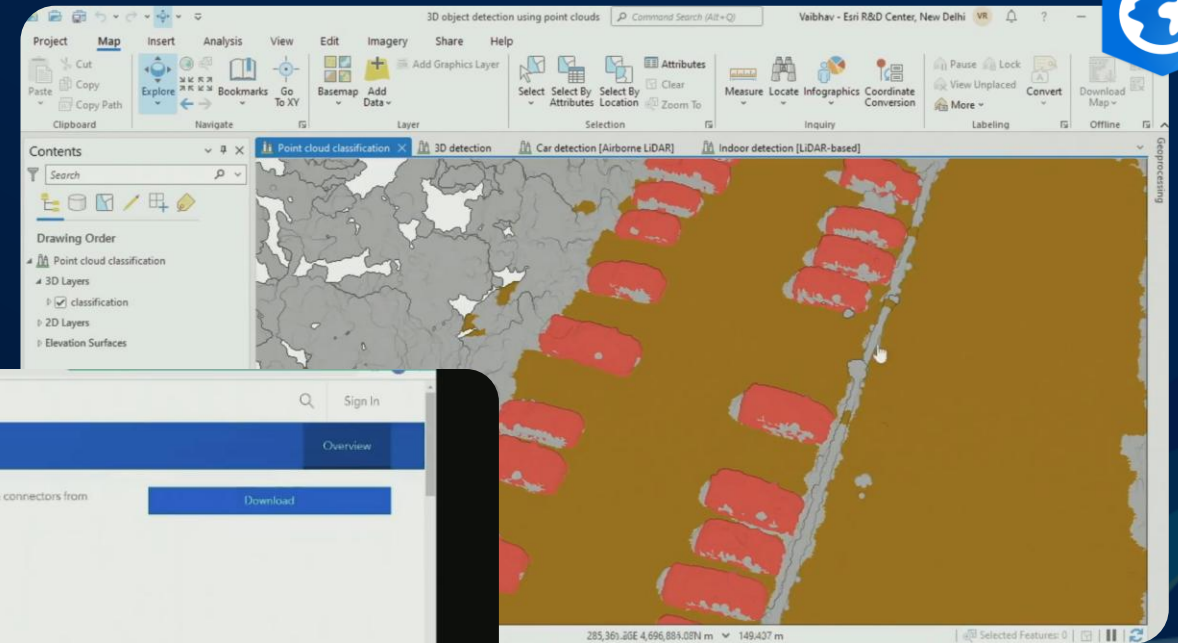 3D object detection using point clouds
Command Search (Alt+Q)
Vaibhav - Esri R&D Center, New Delhi
VR
?
Project Map Insert Analysis View Edit Imagery Share Help
Paste
Cut
Copy
Copy Path
Clipboard
Explore
Bookmarks
Go To XY
Navigate
Basemap
Add Data
Add Graphics Layer
Layer
Select
Select By Attributes
Select By Location
Attributes
Clear
Zoom To
Selection
Measure
Locate
Infographics
Coordinate Conversion
Inquiry
Pause
Lock
View Unplaced
More
Convert
Labeling
Download Map
Offline
Contents
Search
Drawing Order
Point cloud classification
3D Layers
classification
2D Layers
Elevation Surfaces
Point cloud classification
3D detection
Car detection [Airborne LiDAR]
Indoor detection [LiDAR-based]
Geoprocessing
149.437 m
Selected Features: 0
Sign In
Overview
connectors from
Download